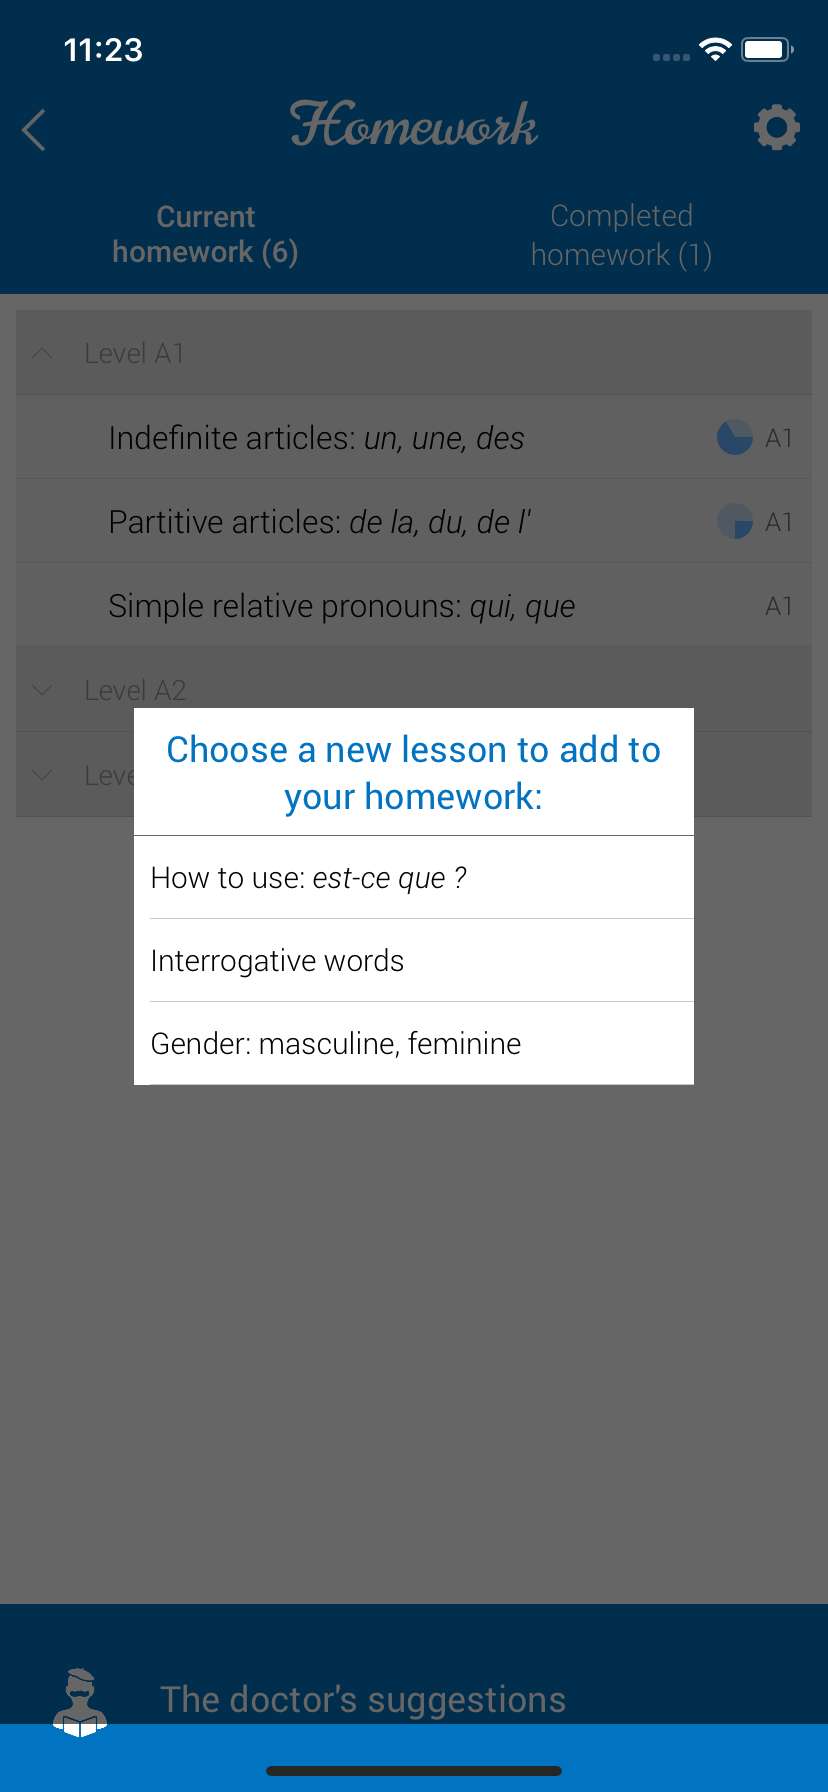 11:23
Homework
Current
homework (6)
Completed
homework (1)
Level A1
Indefinite articles: un, une, des
A1
Partitive articles: de la, du, de l'
A1
Simple relative pronouns: qui, que
A1
Level A2
Choose a new lesson to add to
your homework:
How to use: est-ce que ?
Interrogative words
Gender: masculine, feminine
The doctor's suggestions